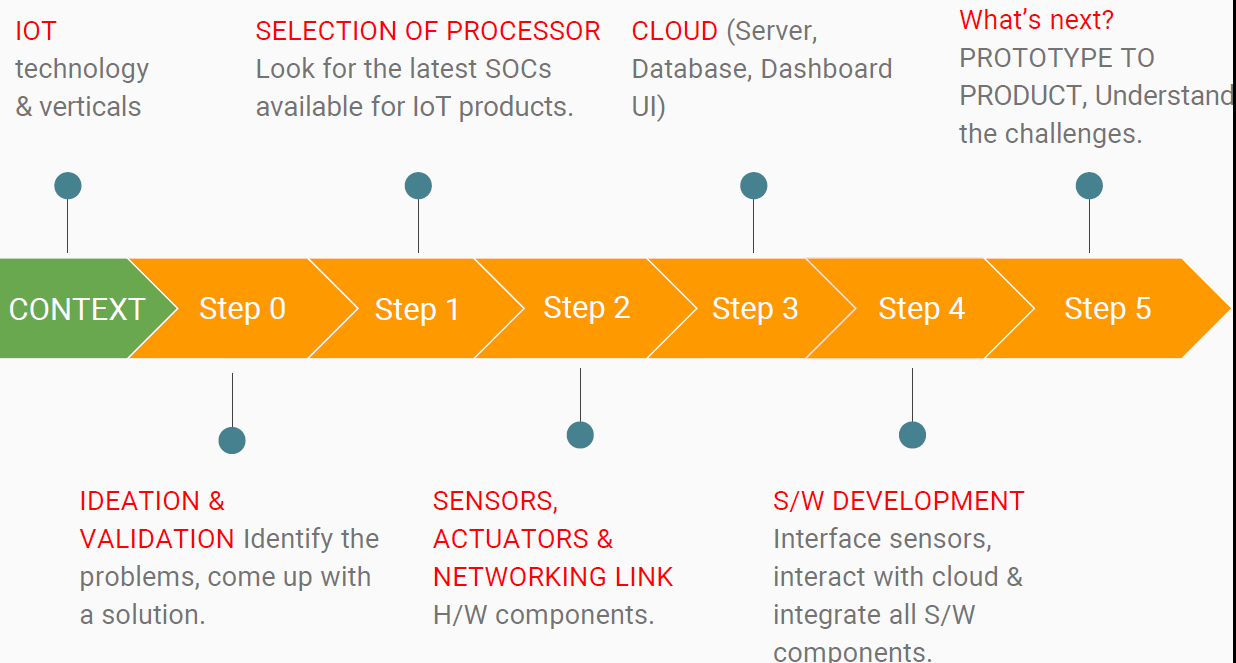 IOT
technology
& verticals
SELECTION OF PROCESSOR
Look for the latest SOCs
available for IoT products.
CLOUD (Server,
Database, Dashboard
UI)
What’s next?
PROTOTYPE TO
PRODUCT, Understand
the challenges.
CONTEXT
Step 0
Step 1
Step 2
Step 3
Step 4
Step 5
IDEATION &
VALIDATION Identify the
problems, come up with
a solution.
SENSORS,
ACTUATORS &
NETWORKING LINK
H/W components.
S/W DEVELOPMENT
Interface sensors,
interact with cloud &
integrate all S/W
components.